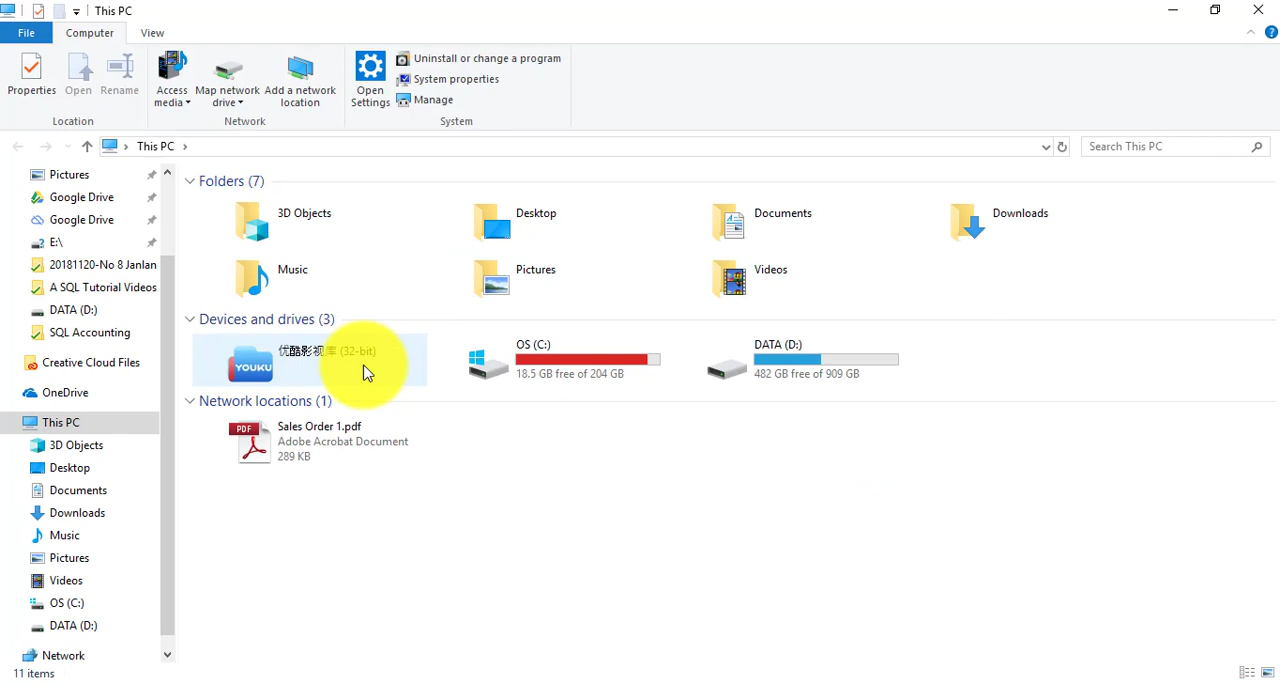 This PC
File
Computer
View
Properties
Open
Rename
Access media
Map network drive
Add a network location
Open Settings
Uninstall or change a program
System properties
Manage
Location
Network
System
This PC
Search This PC
Pictures
Google Drive
Google Drive
E:\
20181120-No 8 Janlan
A SQL Tutorial Videos
DATA (D:)
SQL Accounting
Creative Cloud Files
OneDrive
This PC
3D Objects
Desktop
Documents
Downloads
Music
Pictures
Videos
OS (C:)
DATA (D:)
Network
Folders (7)
3D Objects
Desktop
Documents
Downloads
Music
Pictures
Videos
Devices and drives (3)
优酷影视库 (32-bit)
YOUKU
OS (C:)
18.5 GB free of 204 GB
DATA (D:)
482 GB free of 909 GB
Network locations (1)
PDF
Sales Order 1.pdf
Adobe Acrobat Document
289 KB
11 items